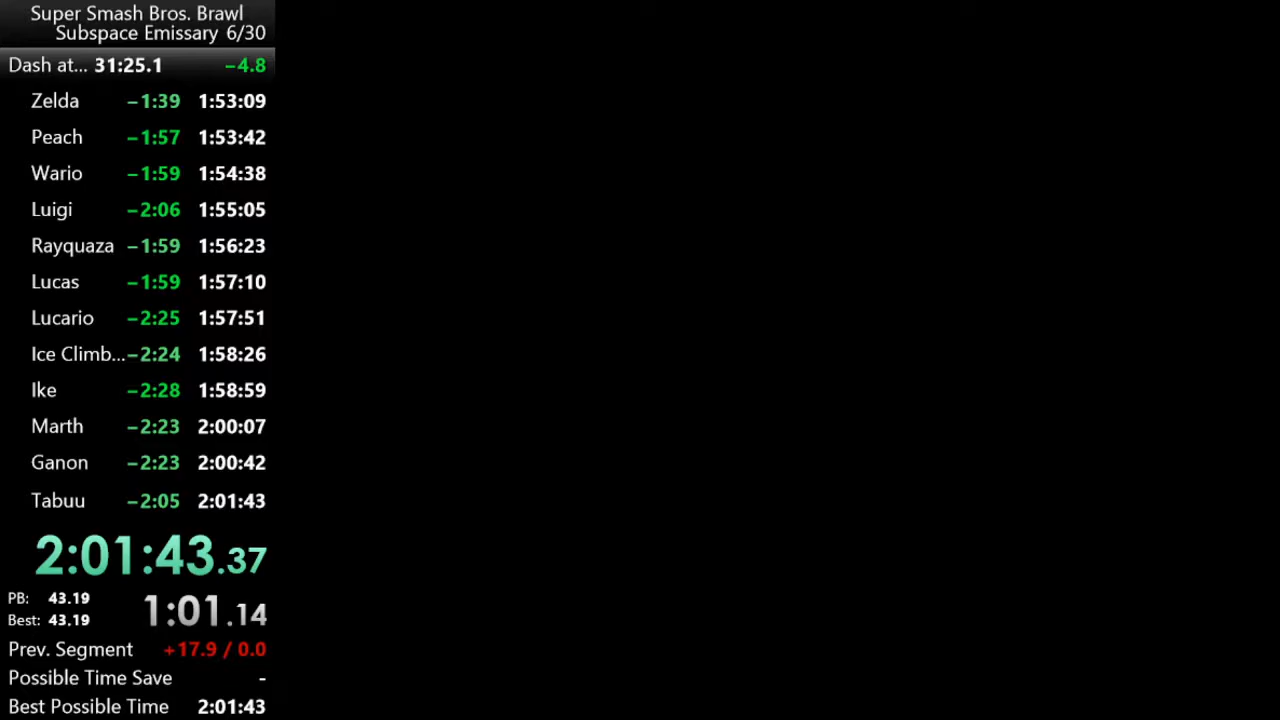 Super Smash Bros. Brawl
Subspace Emissary 6/30
Dash at... 31:25.1 −4.8
Zelda −1:39 1:53:09
Peach −1:57 1:53:42
Wario −1:59 1:54:38
Luigi −2:06 1:55:05
Rayquaza −1:59 1:56:23
Lucas −1:59 1:57:10
Lucario −2:25 1:57:51
Ice Climb... −2:24 1:58:26
Ike −2:28 1:58:59
Marth −2:23 2:00:07
Ganon −2:23 2:00:42
Tabuu −2:05 2:01:43
2:01:43.37
PB: 43.19
Best: 43.19
1:01.14
Prev. Segment +17.9 / 0.0
Possible Time Save -
Best Possible Time 2:01:43